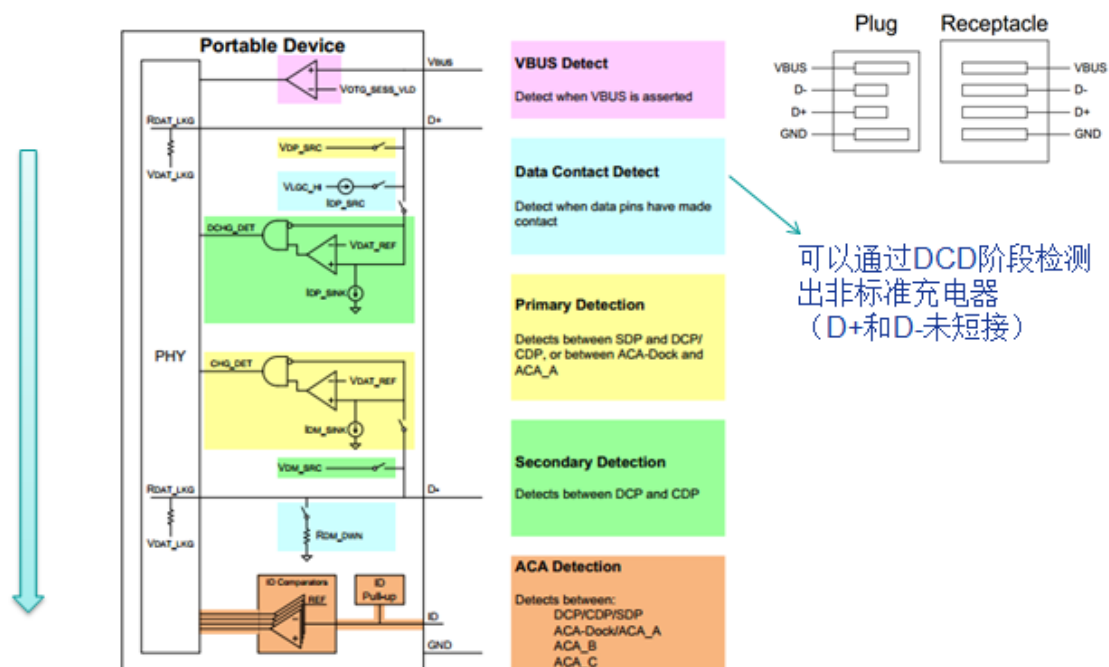 Portable Device
VBUS
VOTG_SESS_VLD
RDAT_LKG
D+
VDP_SRC
VDAT_LKG
VLGC_HI
IDP_SRC
DCHG_DET
VDAT_REF
IDP_SINK
PHY
CHG_DET
VDAT_REF
IDM_SINK
VDM_SRC
RDAT_LKG
D-
RDM_DWN
VDAT_LKG
ID Comparators
REF
ID
Pull-up
ID
GND
VBUS Detect
Detect when VBUS is asserted
Data Contact Detect
Detect when data pins have made
contact
Primary Detection
Detects between SDP and DCP/
CDP, or between ACA-Dock and
ACA_A
Secondary Detection
Detects between DCP and CDP
ACA Detection
Detects between:
DCP/CDP/SDP
ACA-Dock/ACA_A
ACA_B
ACA_C
Plug
Receptacle
VBUS
D-
D+
GND
VBUS
D-
D+
GND
可以通过DCD阶段检测
出非标准充电器
（D+和D-未短接）